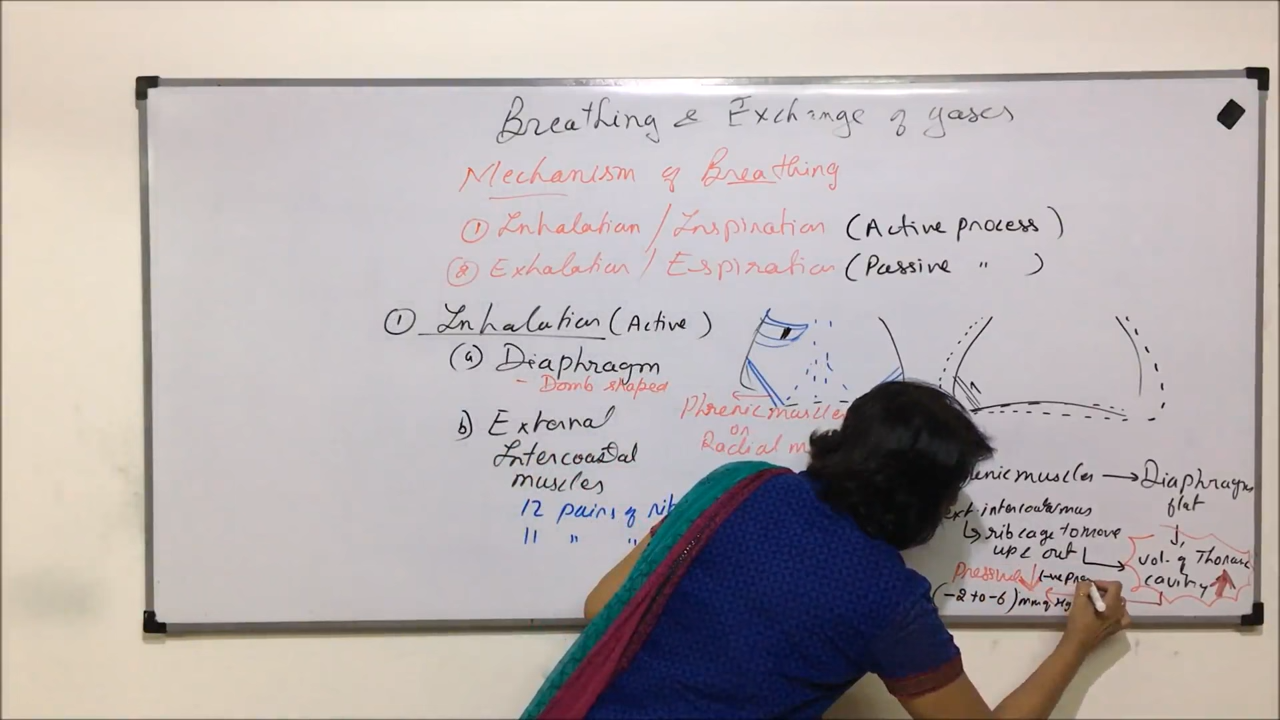 Breathing & Exchange of gases
Mechanism of Breathing
① Inhalation / Inspiration (Active process)
② Exhalation / Espiration (Passive " )
① Inhalation (Active)
(a) Diaphragm
- Domb shaped
b) External
Intercoastal
muscles
12 pairs of
11 " "
Phrenic muscles
or
Radial
muscles → Diaphragm
flat
↓
ext intercoastal mus
↳ rib cage to move
up & out → vol. of Thoracic
cavity ↑
Pressure ↓ (-ve
(-2 to -6) mm of Hg